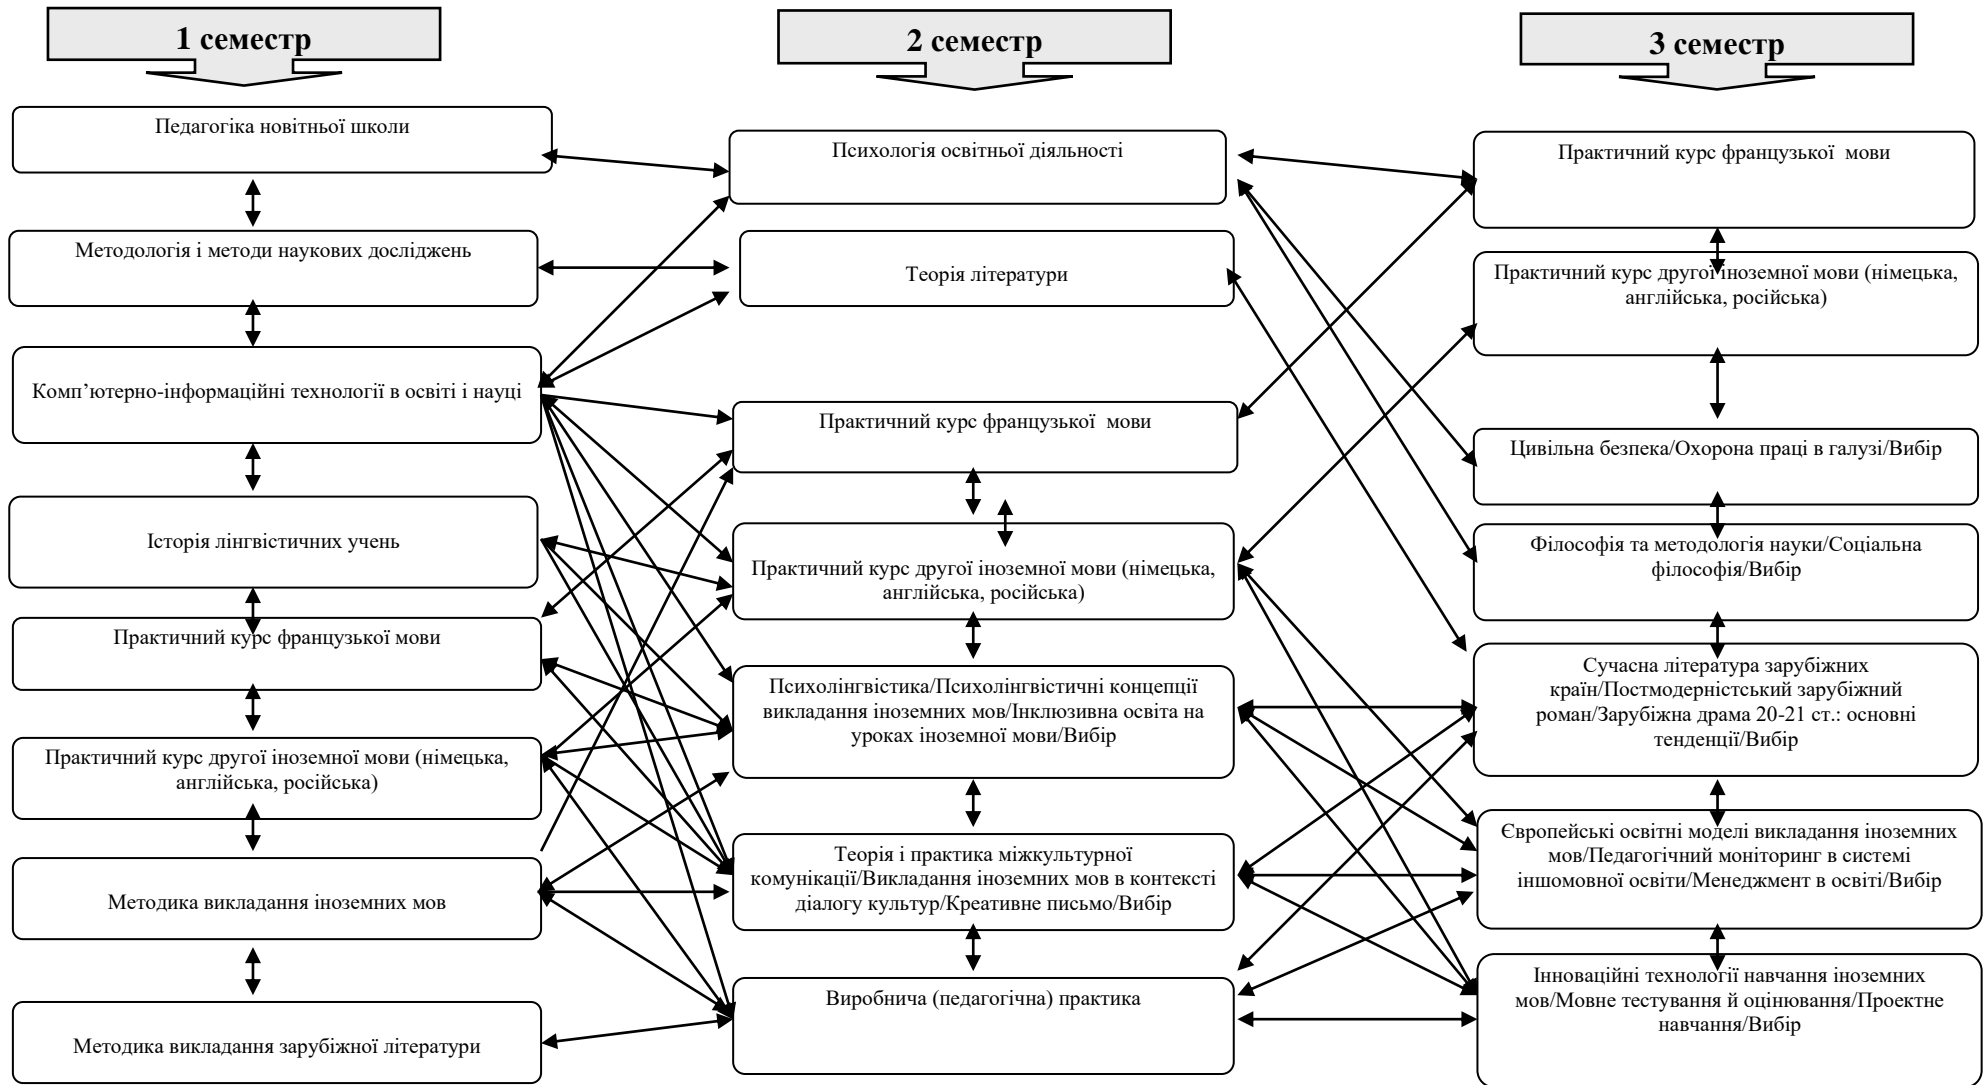 1 семестр
2 семестр
3 семестр
Педагогіка новітньої школи
Методологія і методи наукових досліджень
Комп’ютерно-інформаційні технології в освіті і науці
Історія лінгвістичних учень
Практичний курс французької мови
Практичний курс другої іноземної мови (німецька,
англійська, російська)
Методика викладання іноземних мов
Методика викладання зарубіжної літератури
Психологія освітньої діяльності
Теорія літератури
Практичний курс французької мови
Практичний курс другої іноземної мови (німецька,
англійська, російська)
Психолінгвістика/Психолінгвістичні концепції
викладання іноземних мов/Інклюзивна освіта на
уроках іноземної мови/Вибір
Теорія і практика міжкультурної
комунікації/Викладання іноземних мов в контексті
діалогу культур/Креативне письмо/Вибір
Виробнича (педагогічна) практика
Практичний курс французької мови
Практичний курс другої іноземної мови (німецька,
англійська, російська)
Цивільна безпека/Охорона праці в галузі/Вибір
Філософія та методологія науки/Соціальна
філософія/Вибір
Сучасна література зарубіжних
країн/Постмодерністський зарубіжний
роман/Зарубіжна драма 20-21 ст.: основні
тенденції/Вибір
Європейські освітні моделі викладання іноземних
мов/Педагогічний моніторинг в системі
іншомовної освіти/Менеджмент в освіті/Вибір
Інноваційні технології навчання іноземних
мов/Мовне тестування й оцінювання/Проектне
навчання/Вибір